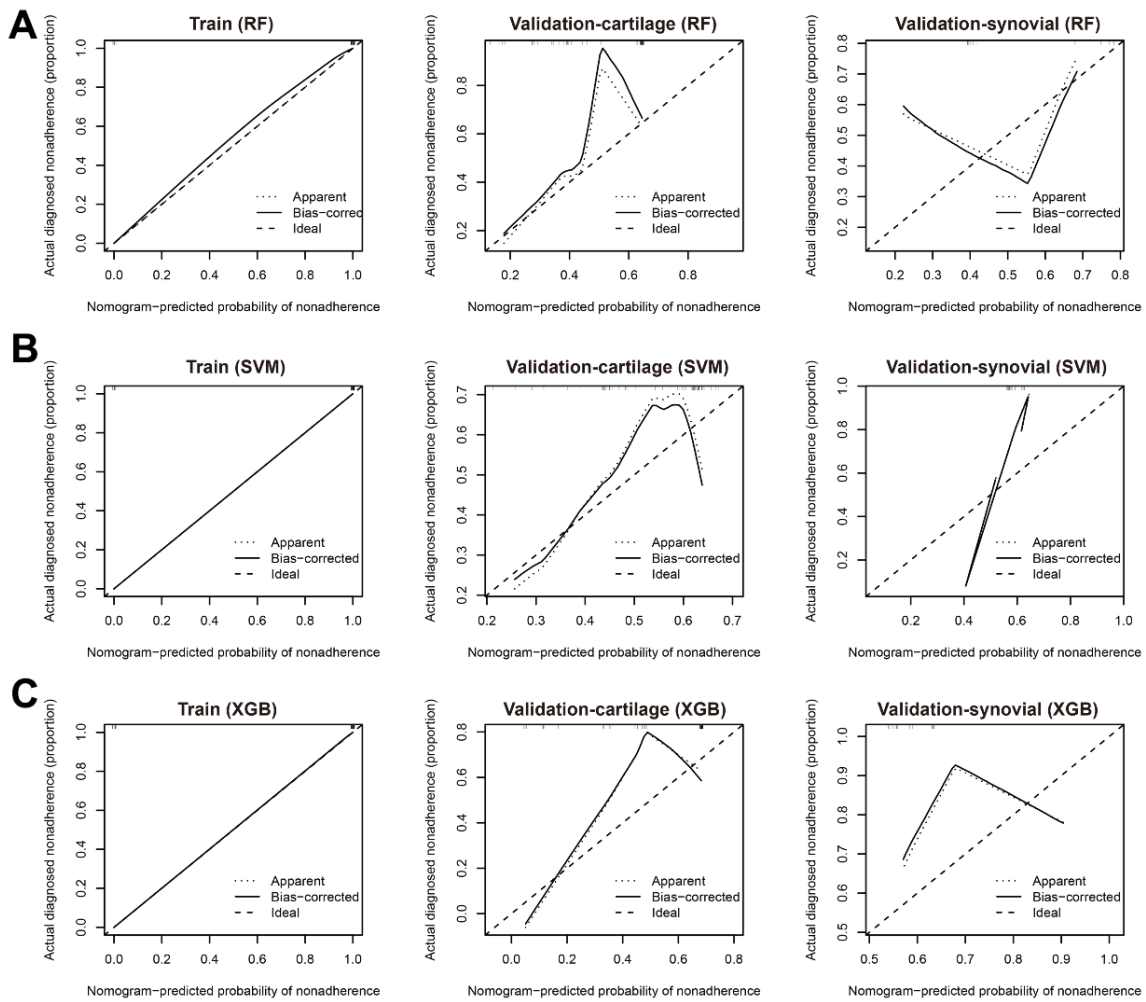 A
Train (RF)
Actual diagnosed nonadherence (proportion)
1.0
0.8
0.6
0.4
0.2
0.0
Apparent
Bias-correc
Ideal
0.0 0.2 0.4 0.6 0.8 1.0
Nomogram-predicted probability of nonadherence
Validation-cartilage (RF)
Actual diagnosed nonadherence (proportion)
0.8
0.6
0.4
0.2
Apparent
Bias-corrected
Ideal
0.2 0.4 0.6 0.8
Nomogram-predicted probability of nonadherence
Validation-synovial (RF)
Actual diagnosed nonadherence (proportion)
0.8
0.7
0.6
0.5
0.4
0.3
0.2
Apparent
Bias-corrected
Ideal
0.2 0.3 0.4 0.5 0.6 0.7 0.8
Nomogram-predicted probability of nonadherence
B
Train (SVM)
Actual diagnosed nonadherence (proportion)
1.0
0.8
0.6
0.4
0.2
0.0
Apparent
Bias-corrected
Ideal
0.0 0.2 0.4 0.6 0.8 1.0
Nomogram-predicted probability of nonadherence
Validation-cartilage (SVM)
Actual diagnosed nonadherence (proportion)
0.7
0.6
0.5
0.4
0.3
0.2
Apparent
Bias-corrected
Ideal
0.2 0.3 0.4 0.5 0.6 0.7
Nomogram-predicted probability of nonadherence
Validation-synovial (SVM)
Actual diagnosed nonadherence (proportion)
1.0
0.8
0.6
0.4
0.2
Apparent
Bias-corrected
Ideal
0.2 0.4 0.6 0.8 1.0
Nomogram-predicted probability of nonadherence
C
Train (XGB)
Actual diagnosed nonadherence (proportion)
1.0
0.8
0.6
0.4
0.2
0.0
Apparent
Bias-corrected
Ideal
0.0 0.2 0.4 0.6 0.8 1.0
Nomogram-predicted probability of nonadherence
Validation-cartilage (XGB)
Actual diagnosed nonadherence (proportion)
0.8
0.6
0.4
0.2
0.0
Apparent
Bias-corrected
Ideal
0.0 0.2 0.4 0.6 0.8
Nomogram-predicted probability of nonadherence
Validation-synovial (XGB)
Actual diagnosed nonadherence (proportion)
1.0
0.9
0.8
0.7
0.6
0.5
Apparent
Bias-corrected
Ideal
0.5 0.6 0.7 0.8 0.9 1.0
Nomogram-predicted probability of nonadherence